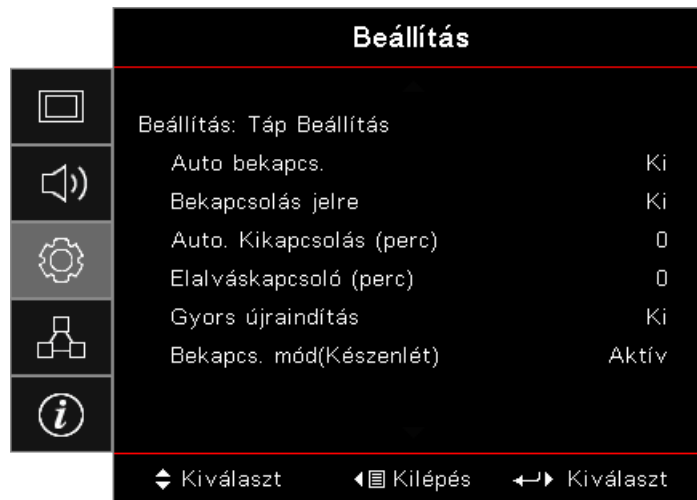 Beállítás
Beállítás: Táp Beállítás
Auto bekapcs. Ki
Bekapcsolás jelre Ki
Auto. Kikapcsolás (perc) 0
Elalváskapcsoló (perc) 0
Gyors újraindítás Ki
Bekapcs. mód(Készenlét) Aktív
Kiválaszt Kilépés Kiválaszt